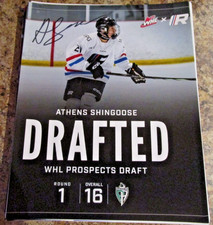 ATHENS SHINGOOSE
DRAFTED
WHL PROSPECTS DRAFT
ROUND OVERALL
1 16